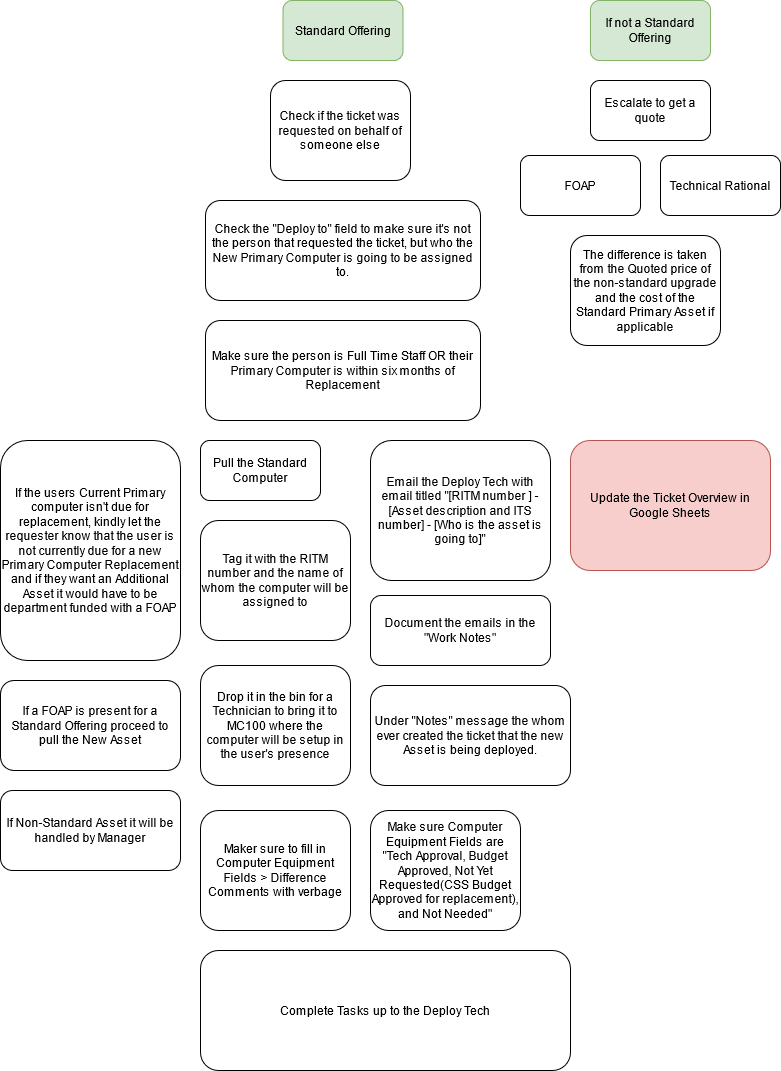 Standard Offering
If not a Standard
Offering
Check if the ticket was
requested on behalf of
someone else
Escalate to get a
quote
FOAP
Technical Rational
Check the "Deploy to" field to make sure it's not
the person that requested the ticket, but who the
New Primary Computer is going to be assigned
to.
The difference is taken
from the Quoted price of
the non-standard upgrade
and the cost of the
Standard Primary Asset if
applicable
Make sure the person is Full Time Staff OR their
Primary Computer is within six months of
Replacement
If the users Current Primary
computer isn't due for
replacement, kindly let the
requester know that the user is
not currently due for a new
Primary Computer Replacement
and if they want an Additional
Asset it would have to be
department funded with a FOAP
Pull the Standard
Computer
Email the Deploy Tech with
email titled "[RITM number ] -
[Asset description and ITS
number] - [Who is the asset is
going to]"
Update the Ticket Overview in
Google Sheets
Tag it with the RITM
number and the name of
whom the computer will be
assigned to
Document the emails in the
"Work Notes"
If a FOAP is present for a
Standard Offering proceed to
pull the New Asset
Drop it in the bin for a
Technician to bring it to
MC100 where the
computer will be setup in
the user's presence
Under "Notes" message the whom
ever created the ticket that the new
Asset is being deployed.
If Non-Standard Asset it will be
handled by Manager
Maker sure to fill in
Computer Equipment
Fields > Difference
Comments with verbage
Make sure Computer
Equipment Fields are
"Tech Approval, Budget
Approved, Not Yet
Requested(CSS Budget
Approved for replacement),
and Not Needed"
Complete Tasks up to the Deploy Tech